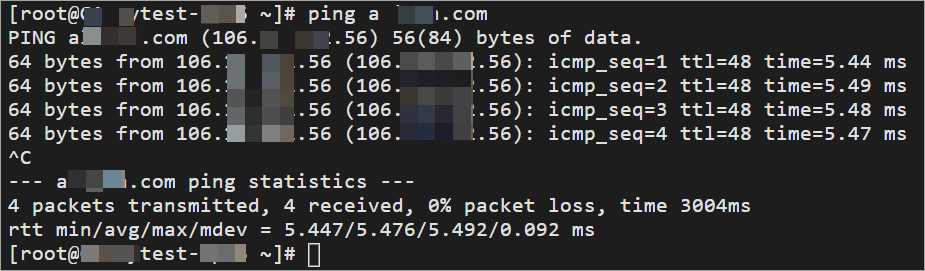 [root@ ytest- ~]# ping a .com
PING a .com (106. .56) 56(84) bytes of data.
64 bytes from 106. .56 (106. .56): icmp_seq=1 ttl=48 time=5.44 ms
64 bytes from 106. .56 (106. .56): icmp_seq=2 ttl=48 time=5.49 ms
64 bytes from 106. .56 (106. .56): icmp_seq=3 ttl=48 time=5.48 ms
64 bytes from 106. .56 (106. .56): icmp_seq=4 ttl=48 time=5.47 ms
^C
--- a .com ping statistics ---
4 packets transmitted, 4 received, 0% packet loss, time 3004ms
rtt min/avg/max/mdev = 5.447/5.476/5.492/0.092 ms
[root@ test- ~]#